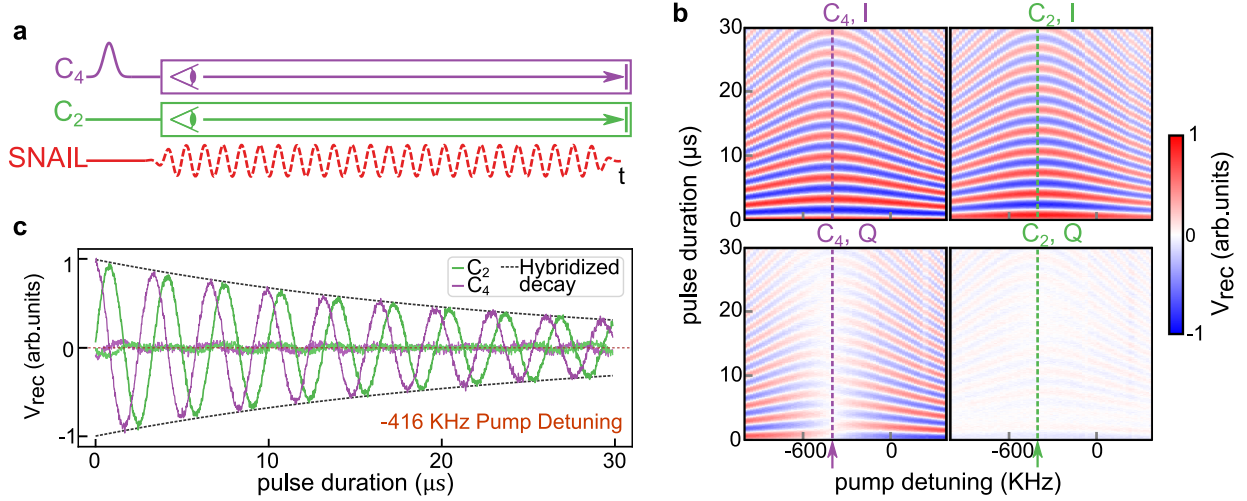 a
C4
C2
SNAIL
t
b
C4, I
C2, I
30
20
10
0
pulse duration (μs)
C4, Q
C2, Q
30
20
10
0
-600
0
-600
0
pump detuning (KHz)
1
0
-1
Vrec (arb.units)
c
1
0
-1
Vrec (arb.units)
C2
C4
Hybridized
decay
-416 KHz Pump Detuning
0
10
20
30
pulse duration (μs)